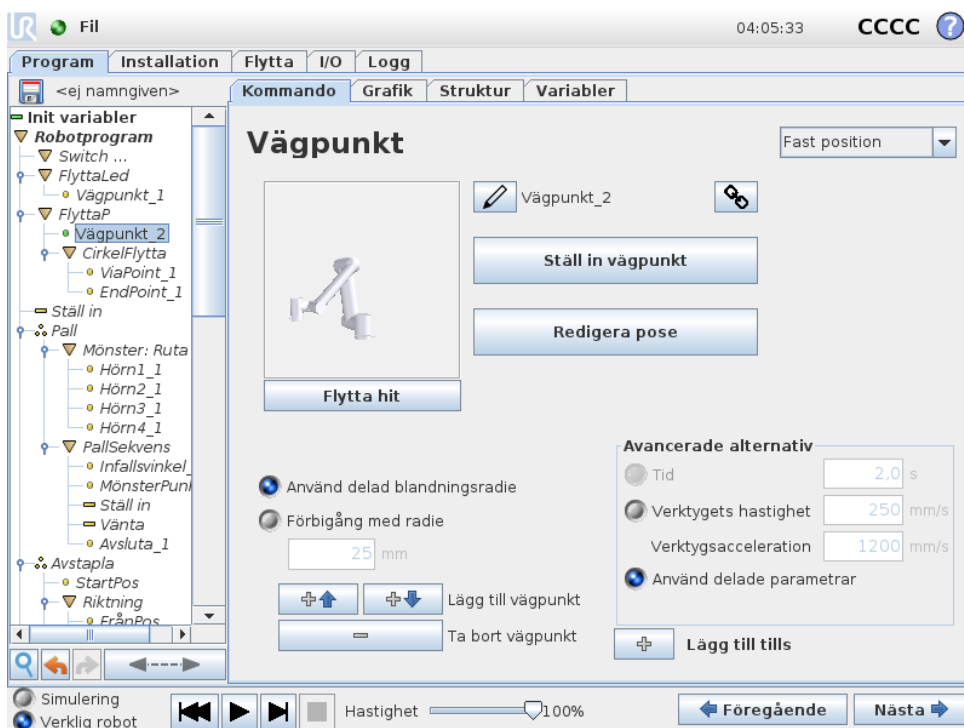 UR Fil 04:05:33 CCCC ?
Program Installation Flytta I/O Logg
<ej namngiven> Kommando Grafik Struktur Variabler
Init variabler
Robotprogram
Switch ...
FlyttaLed
Vägpunkt_1
FlyttaP
Vägpunkt_2
CirkelFlytta
ViaPoint_1
EndPoint_1
Ställ in
Pall
Mönster: Ruta
Hörn1_1
Hörn2_1
Hörn3_1
Hörn4_1
PallSekvens
Infallsvinkel_
MönsterPunk
Ställ in
Vänta
Avsluta_1
Avstapla
StartPos
Riktning
FrånPos
Vägpunkt
Fast position
Vägpunkt_2
Ställ in vägpunkt
Redigera pose
Flytta hit
Använd delad blandningsradie
Förbigång med radie
25 mm
Lägg till vägpunkt
Ta bort vägpunkt
Avancerade alternativ
Tid 2,0 s
Verktygets hastighet 250 mm/s
Verktygsacceleration 1200 mm/s
Använd delade parametrar
Lägg till tills
Simulering
Verklig robot
Hastighet 100%
Föregående
Nästa